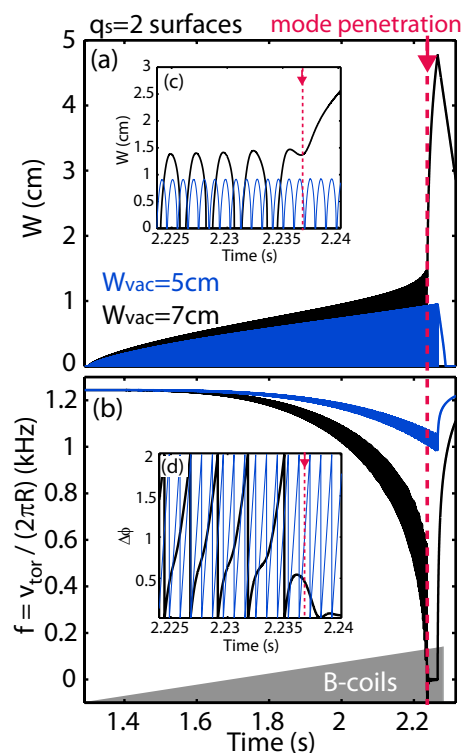 qs=2 surfaces
mode penetration
5
4
3
2
1
0
W (cm)
(a)
(c)
3
2.5
2
1.5
1
0.5
0
W (cm)
2.225 2.23 2.235 2.24
Time (s)
Wvac=5cm
Wvac=7cm
(b)
1.2
1
0.8
0.6
0.4
0.2
0
f = vtor / (2πR) (kHz)
(d)
2
1.5
1
0.5
Δϕ
2.225 2.23 2.235 2.24
Time (s)
B-coils
1.4 1.6 1.8 2 2.2
Time (s)